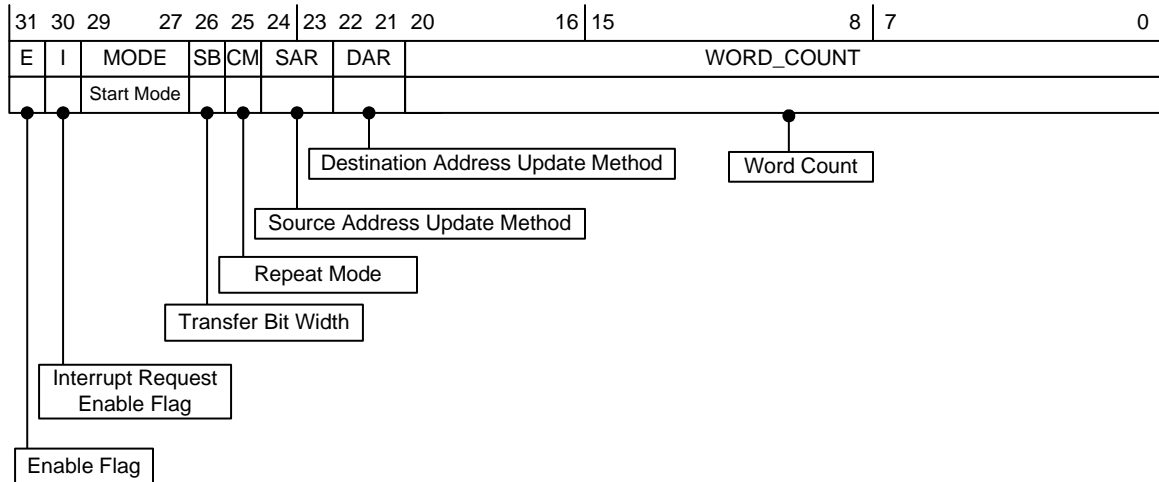 31 30 29 27 26 25 24 23 22 21 20 16 15 8 7 0
E I MODE SB CM SAR DAR WORD_COUNT
Start Mode
Destination Address Update Method
Word Count
Source Address Update Method
Repeat Mode
Transfer Bit Width
Interrupt Request
Enable Flag
Enable Flag